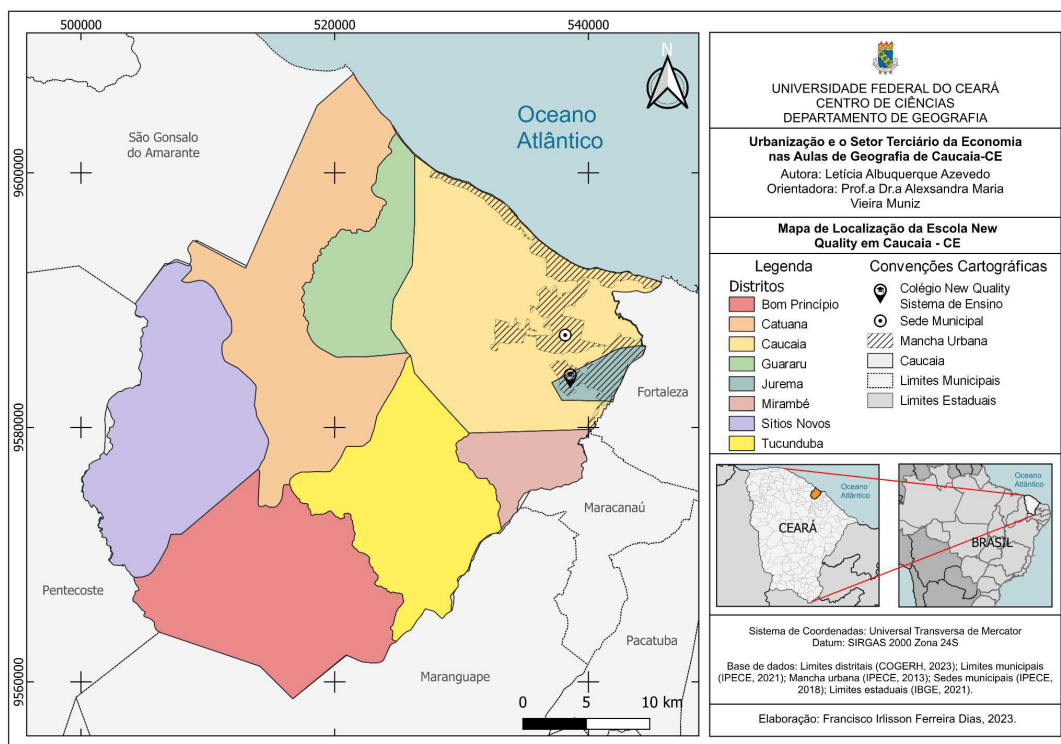 500000
520000
540000
9600000
9580000
9560000
N
Oceano
Atlântico
São Gonsalo
do Amarante
Fortaleza
Maracanaú
Pentecoste
Pacatuba
Maranguape
0
5
10 km
UNIVERSIDADE FEDERAL DO CEARÁ
CENTRO DE CIÊNCIAS
DEPARTAMENTO DE GEOGRAFIA
Urbanização e o Setor Terciário da Economia
nas Aulas de Geografia de Caucaia-CE
Autora: Letícia Albuquerque Azevedo
Orientadora: Prof.a Dr.a Alexsandra Maria
Vieira Muniz
Mapa de Localização da Escola New
Quality em Caucaia - CE
Legenda
Distritos
Bom Princípio
Catuana
Caucaia
Guararu
Jurema
Mirambé
Sítios Novos
Tucunduba
Convenções Cartográficas
Colégio New Quality
Sistema de Ensino
Sede Municipal
Mancha Urbana
Caucaia
Limites Municipais
Limites Estaduais
Oceano
Atlântico
CEARÁ
Oceano
Atlântico
BRASIL
Sistema de Coordenadas: Universal Transversa de Mercator
Datum: SIRGAS 2000 Zona 24S
Base de dados: Limites distritais (COGERH, 2023); Limites municipais
(IPECE, 2021); Mancha urbana (IPECE, 2013); Sedes municipais (IPECE,
2018); Limites estaduais (IBGE, 2021).
Elaboração: Francisco Irlisson Ferreira Dias, 2023.